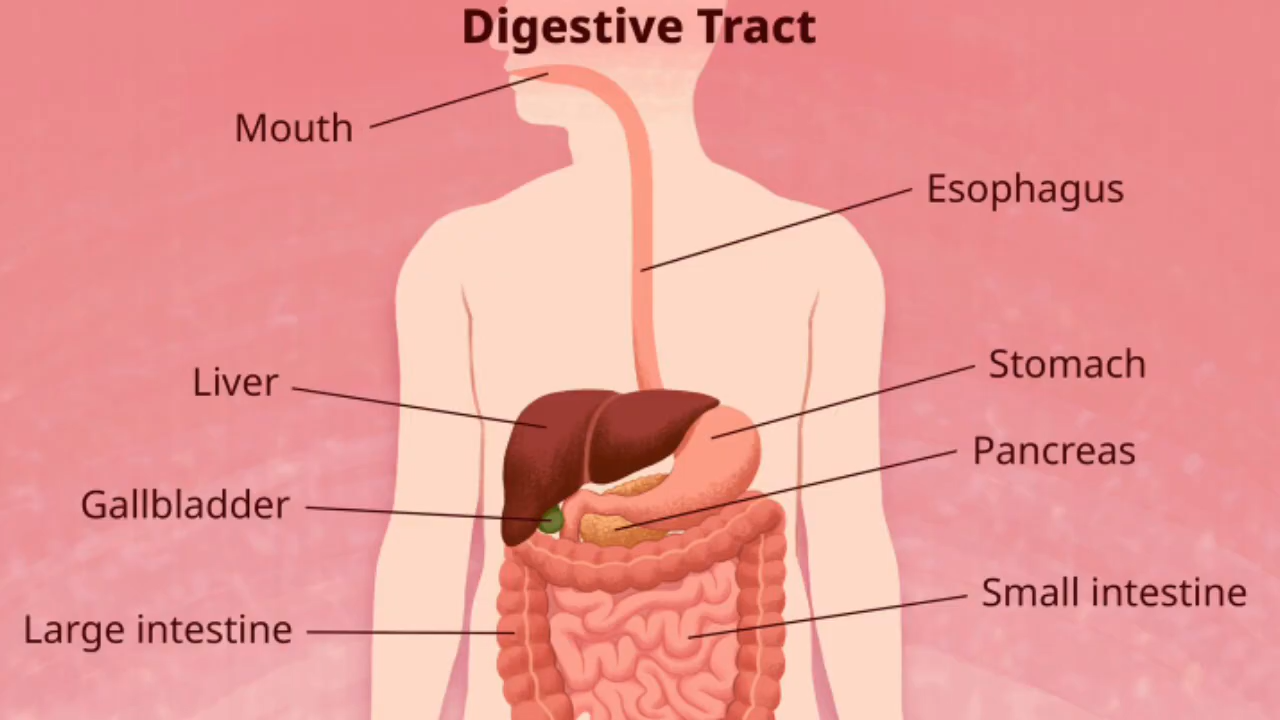 Digestive Tract
Mouth
Esophagus
Stomach
Liver
Pancreas
Gallbladder
Small intestine
Large intestine